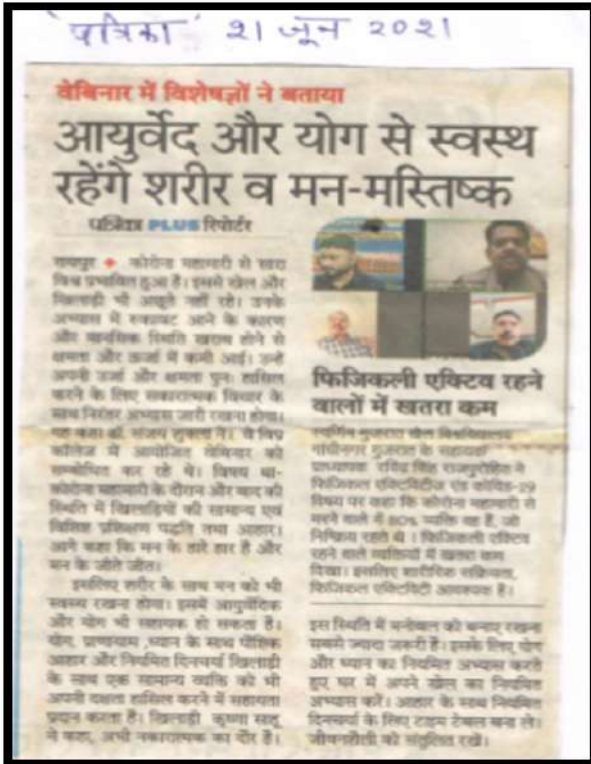 'पत्रिका' 21 जून 2021
वेबिनार में विशेषज्ञों ने बताया
आयुर्वेद और योग से स्वस्थ
रहेंगे शरीर व मन-मस्तिष्क
पत्रिका PLUS रिपोर्टर
रायपुर कोरोना महामारी से सारा
विश्व प्रभावित हुआ है। इससे खेल और
खिलाड़ी भी अछूते नहीं रहे। उनके
अभ्यास में रुकावट आने के कारण
और मानसिक स्थिति खराब होने से
क्षमता और ऊर्जा में कमी आई। उन्हें
अपनी उर्जा और क्षमता पुनः हासिल
करने के लिए सकारात्मक विचार के
साथ निरंतर अभ्यास जारी रखना होगा।
यह कहा डॉ. संजय शुक्ला ने। वे विप्र
कॉलेज में आयोजित वेबिनार को
सम्बोधित कर रहे थे। विषय था-
कोरोना महामारी के दौरान और बाद की
स्थिति में खिलाड़ियों की सामान्य एवं
विशिष्ट प्रशिक्षण पद्धति तथा आहार।
आगे कहा कि मन के हारे हार है और
मन के जीते जीत।
इसलिए शरीर के साथ मन को भी
स्वस्थ रखना होगा। इसमें आयुर्वेदिक
और योग भी सहायक हो सकता है।
योग, प्राणायाम, ध्यान के साथ पौष्टिक
आहार और नियमित दिनचर्या खिलाड़ी
के साथ एक सामान्य व्यक्ति को भी
अपनी दक्षता हासिल करने में सहायता
प्रदान करता है। खिलाड़ी कृष्णा साहू
ने कहा, अभी नकारात्मक का दौर है।
फिजिकली एक्टिव रहने
वालों में खतरा कम
स्वर्णिम गुजरात खेल विश्वविद्यालय
गांधीनगर गुजरात के सहायक
प्राध्यापक रविंद्र सिंह राजपुरोहित ने
फिजिकल एक्टिविटीज एंड कोविड-19
विषय पर कहा कि कोरोना महामारी से
मरने वाले में 80% व्यक्ति वह हैं, जो
निष्क्रिय रहते थे। फिजिकली एक्टिव
रहने वाले व्यक्तियों में खतरा कम
दिखा। इसलिए शारीरिक सक्रियता,
फिजिकल एक्टिविटी आवश्यक है।
इस स्थिति में मनोबल को बनाए रखना
सबसे ज्यादा जरूरी है। इसके लिए योग
और ध्यान का नियमित अभ्यास करते
हुए घर में अपने खेल का नियमित
अभ्यास करें। आहार के साथ नियमित
दिनचर्या के लिए टाइम टेबल बना ले।
जीवनशैली को संतुलित रखें।